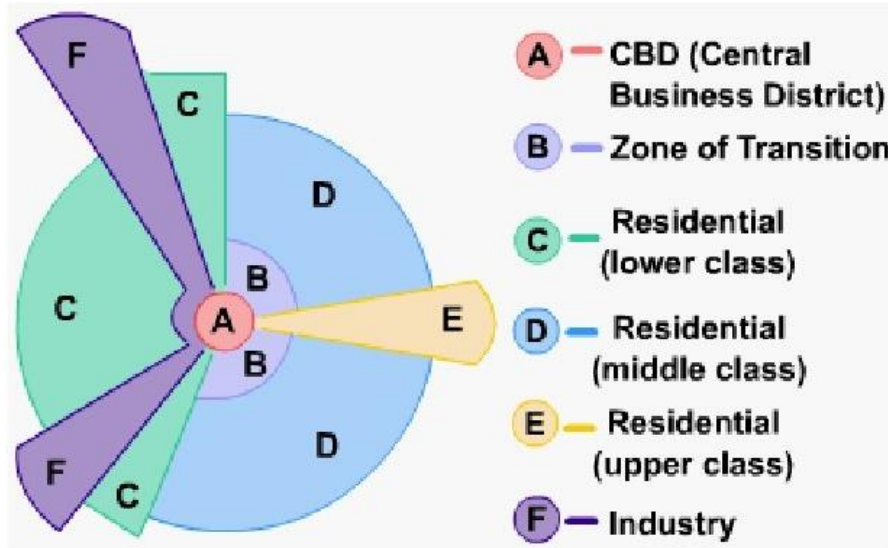 F
C
D
C
B
A
E
B
D
F
C
A CBD (Central
Business District)
B Zone of Transition
C Residential
(lower class)
D Residential
(middle class)
E Residential
(upper class)
F Industry